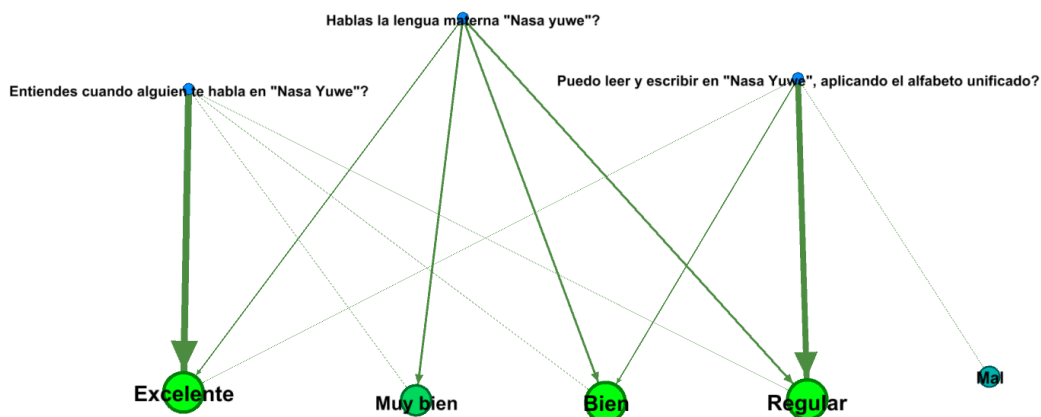 Hablas la lengua materna "Nasa yuwe"?
Entiendes cuando alguien te habla en "Nasa Yuwe"?
Puedo leer y escribir en "Nasa Yuwe", aplicando el alfabeto unificado?
Excelente
Muy bien
Bien
Regular
Mal